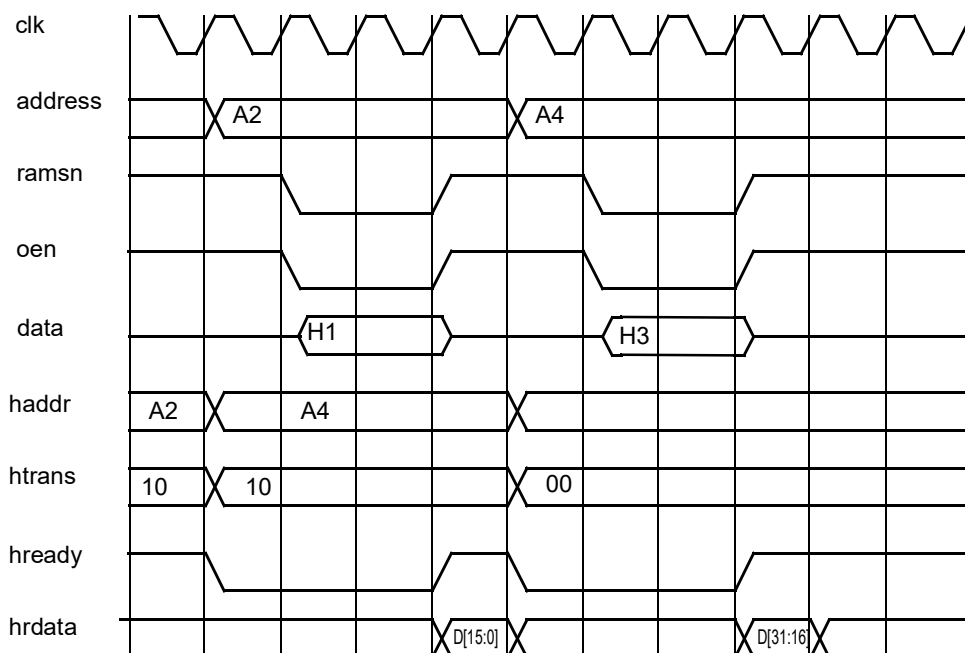 clk
address A2 A4
ramsn
oen
data H1 H3
haddr A2 A4
htrans 10 10 00
hready
hrdata D[15:0] D[31:16]